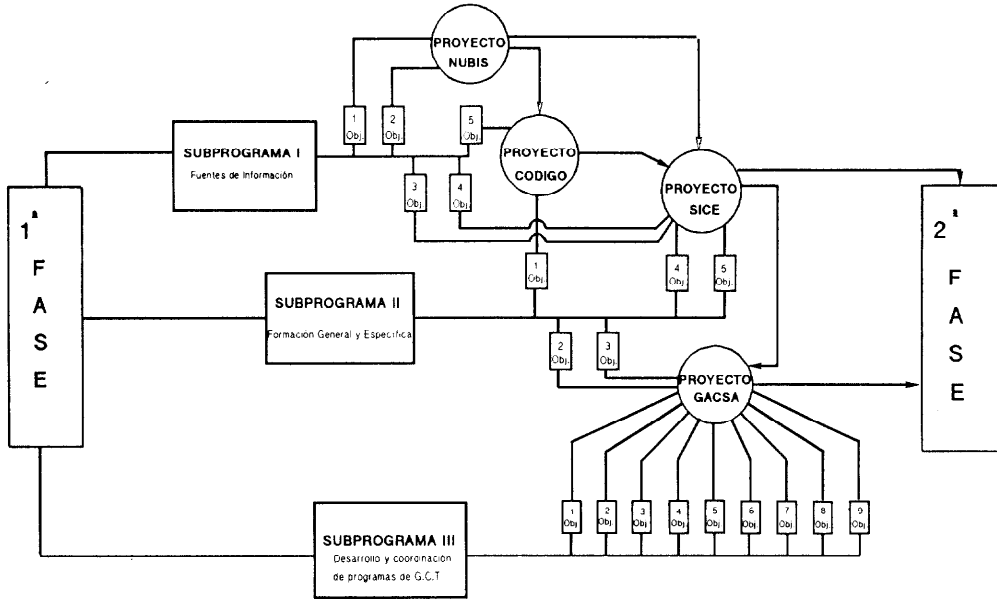 PROYECTO
NUBIS
1
Obj.
2
Obj.
5
Obj.
SUBPROGRAMA I
Fuentes de Información
PROYECTO
CODIGO
3
Obj
4
Obj.
PROYECTO
SICE
1ª
FASE
2ª
FASE
1
Obj.
4
Obj.
5
Obj.
SUBPROGRAMA II
Formación General y Específica
2
Obj.
3
Obj.
PROYECTO
GACSA
1
Obj
2
Obj.
3
Obj.
4
Obj.
5
Obj.
6
Obj.
7
Obj.
8
Obj.
9
Obj.
SUBPROGRAMA III
Desarrollo y coordinación
de programas de G.C.T